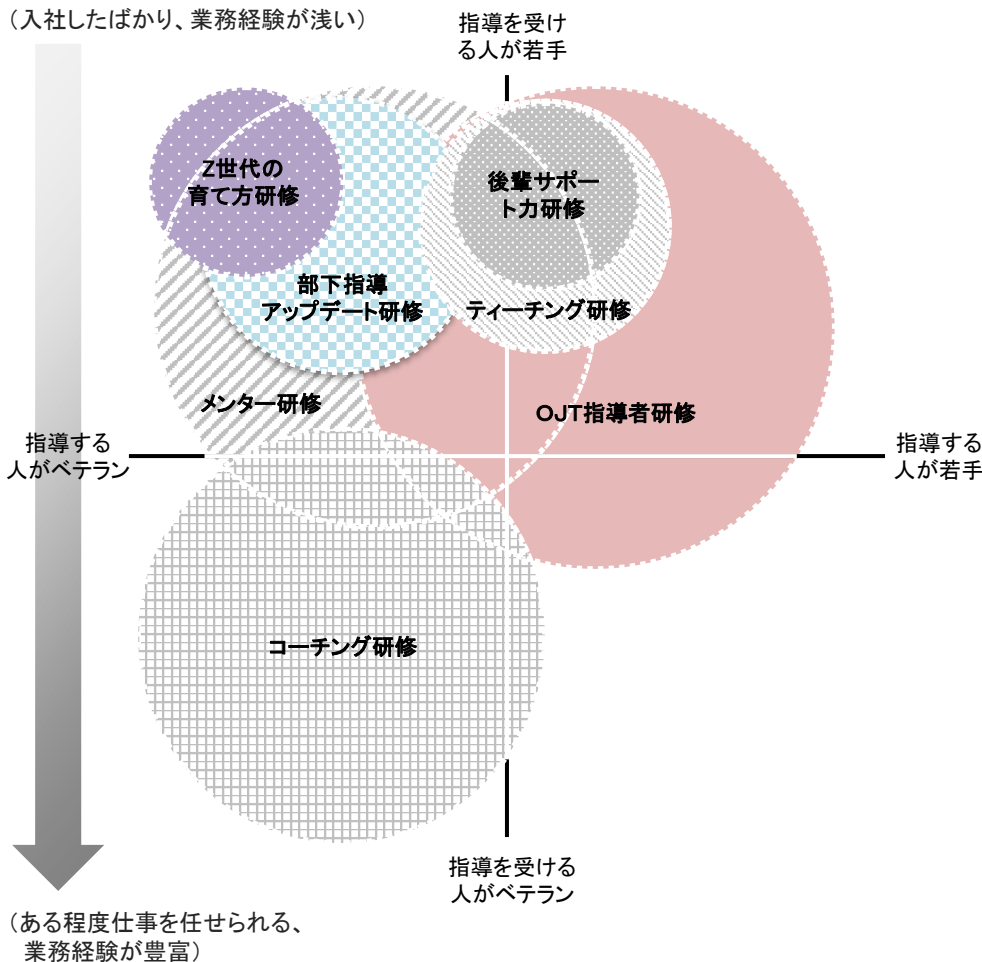 （入社したばかり、業務経験が浅い）
指導を受け
る人が若手
Z世代の
育て方研修
後輩サポー
ト力研修
部下指導
アップデート研修
ティーチング研修
メンター研修
OJT指導者研修
指導する
人がベテラン
指導する
人が若手
コーチング研修
指導を受ける
人がベテラン
（ある程度仕事を任せられる、
業務経験が豊富）